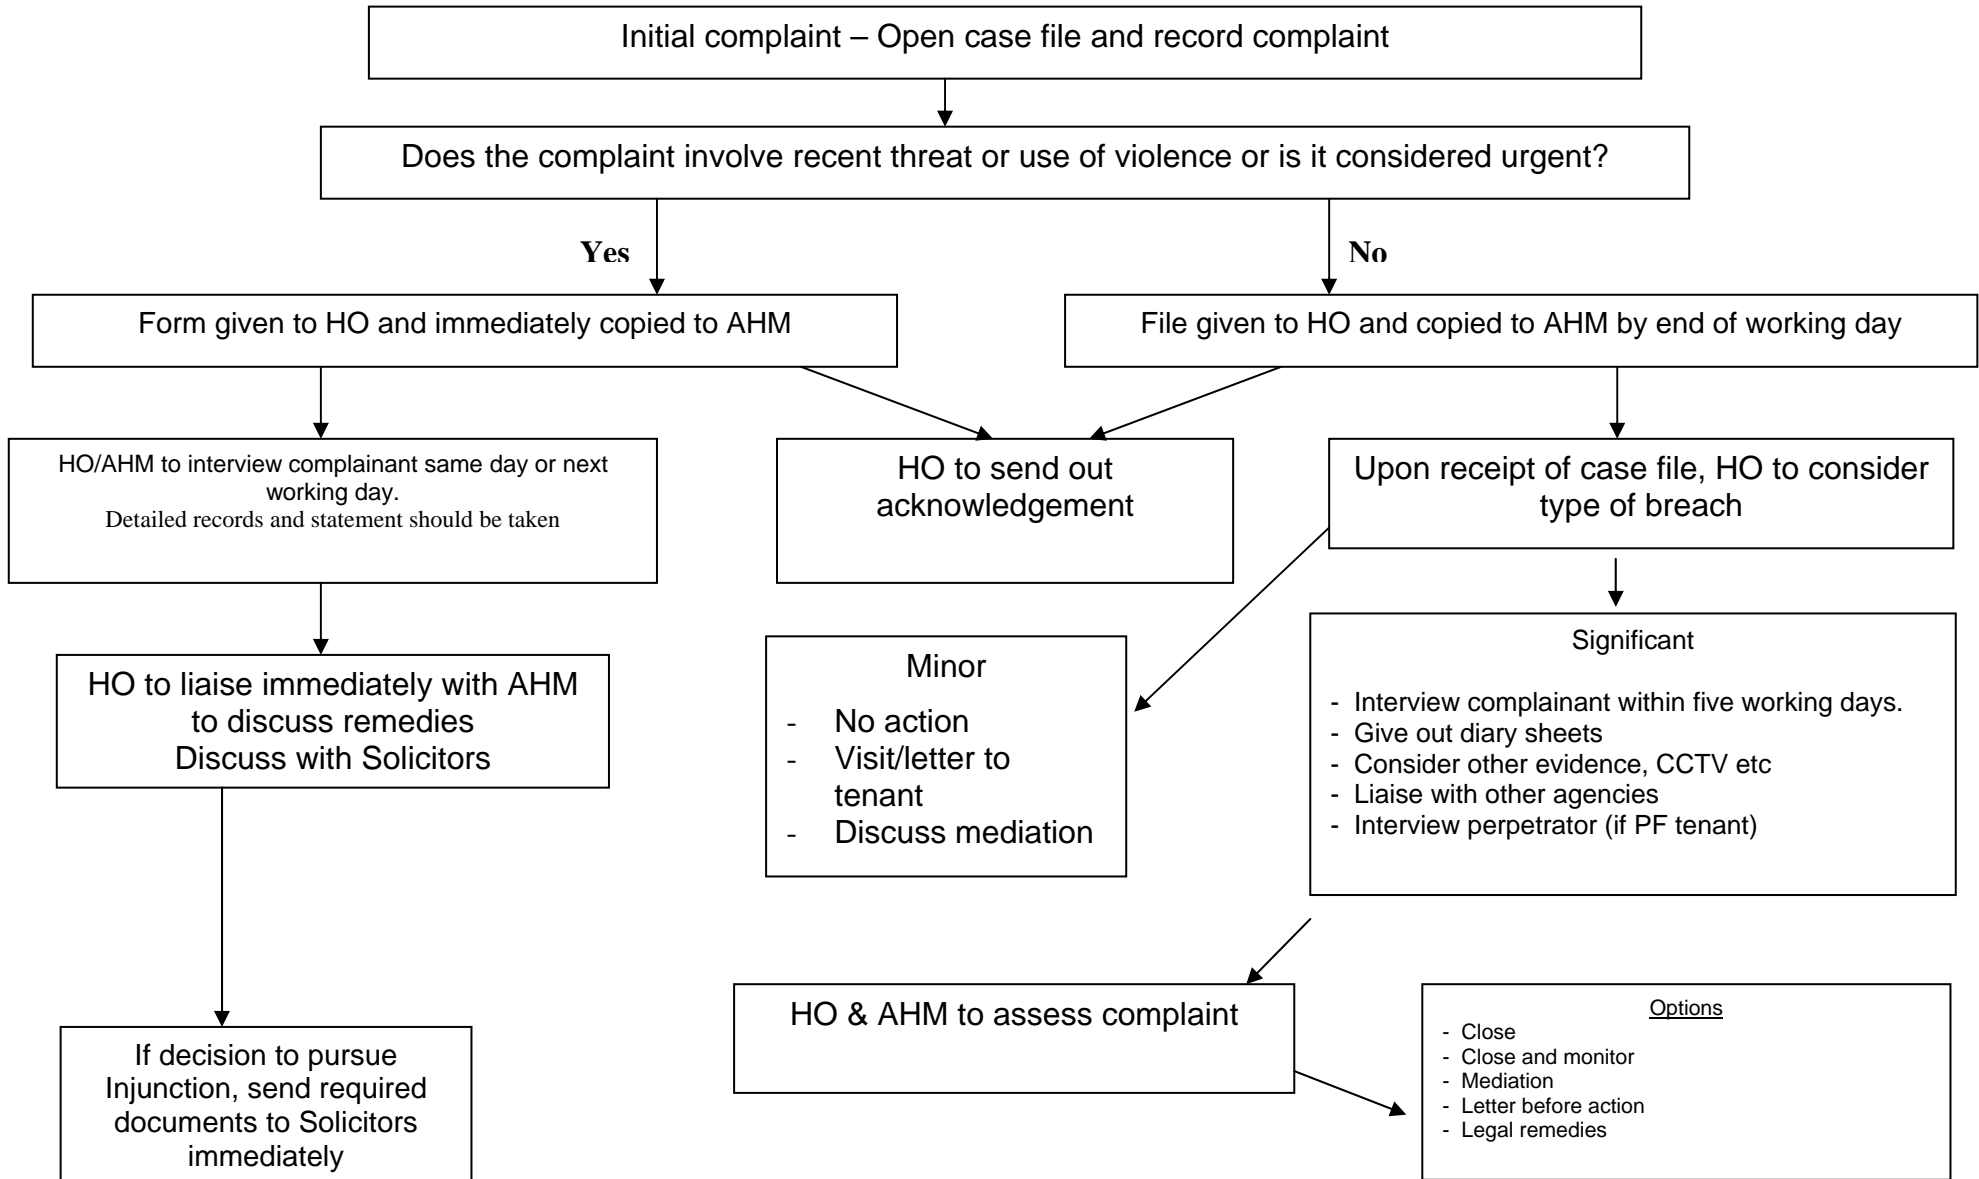 Initial complaint – Open case file and record complaint
Does the complaint involve recent threat or use of violence or is it considered urgent?
Yes
No
Form given to HO and immediately copied to AHM
File given to HO and copied to AHM by end of working day
HO/AHM to interview complainant same day or next
working day.
Detailed records and statement should be taken
HO to send out
acknowledgement
Upon receipt of case file, HO to consider
type of breach
HO to liaise immediately with AHM
to discuss remedies
Discuss with Solicitors
Minor
- No action
- Visit/letter to
tenant
- Discuss mediation
Significant
- Interview complainant within five working days.
- Give out diary sheets
- Consider other evidence, CCTV etc
- Liaise with other agencies
- Interview perpetrator (if PF tenant)
If decision to pursue
Injunction, send required
documents to Solicitors
immediately
HO & AHM to assess complaint
Options
- Close
- Close and monitor
- Mediation
- Letter before action
- Legal remedies